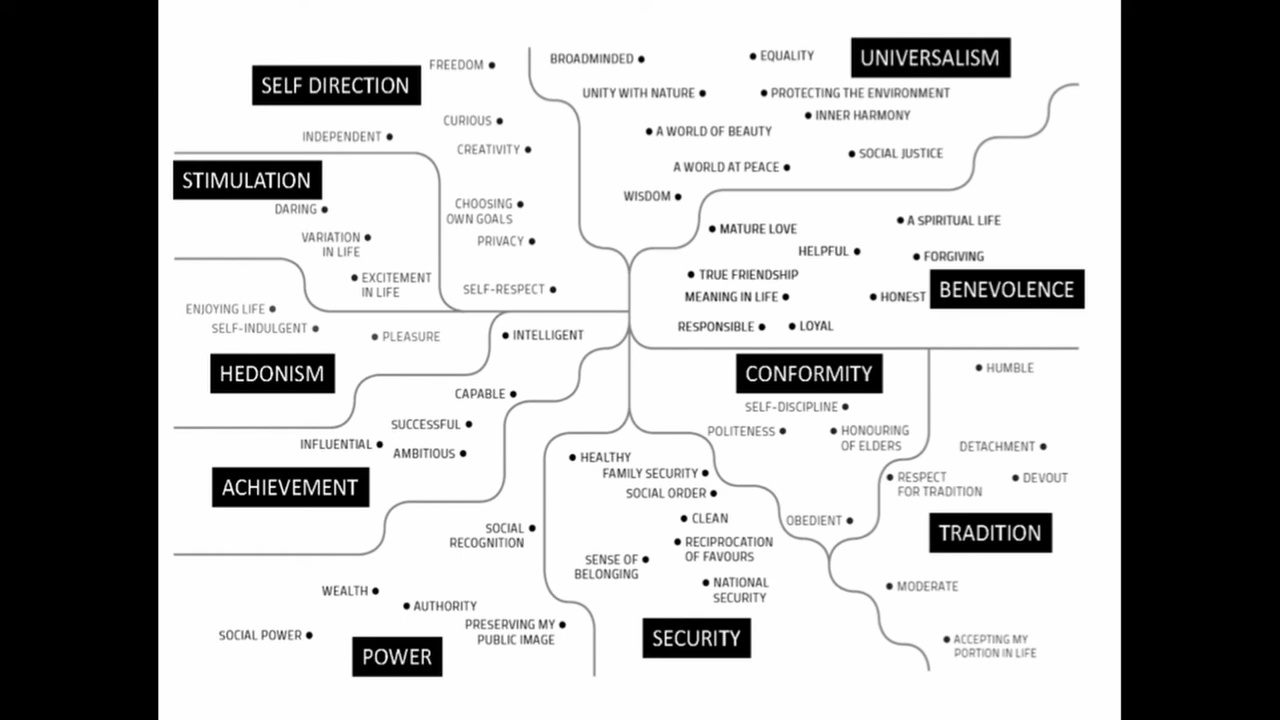 SELF DIRECTION
FREEDOM
CURIOUS
INDEPENDENT
CREATIVITY
CHOOSING
OWN GOALS
PRIVACY
SELF-RESPECT
STIMULATION
DARING
VARIATION
IN LIFE
EXCITEMENT
IN LIFE
ENJOYING LIFE
SELF-INDULGENT
PLEASURE
HEDONISM
INTELLIGENT
CAPABLE
SUCCESSFUL
INFLUENTIAL
AMBITIOUS
ACHIEVEMENT
SOCIAL
RECOGNITION
WEALTH
AUTHORITY
SOCIAL POWER
PRESERVING MY
PUBLIC IMAGE
POWER
UNIVERSALISM
BROADMINDED
EQUALITY
UNITY WITH NATURE
PROTECTING THE ENVIRONMENT
INNER HARMONY
A WORLD OF BEAUTY
SOCIAL JUSTICE
A WORLD AT PEACE
WISDOM
MATURE LOVE
A SPIRITUAL LIFE
HELPFUL
FORGIVING
TRUE FRIENDSHIP
MEANING IN LIFE
HONEST
BENEVOLENCE
RESPONSIBLE
LOYAL
CONFORMITY
SELF-DISCIPLINE
POLITENESS
HONOURING
OF ELDERS
OBEDIENT
HUMBLE
DETACHMENT
RESPECT
FOR TRADITION
DEVOUT
TRADITION
MODERATE
ACCEPTING MY
PORTION IN LIFE
HEALTHY
FAMILY SECURITY
SOCIAL ORDER
CLEAN
RECIPROCATION
OF FAVOURS
SENSE OF
BELONGING
NATIONAL
SECURITY
SECURITY